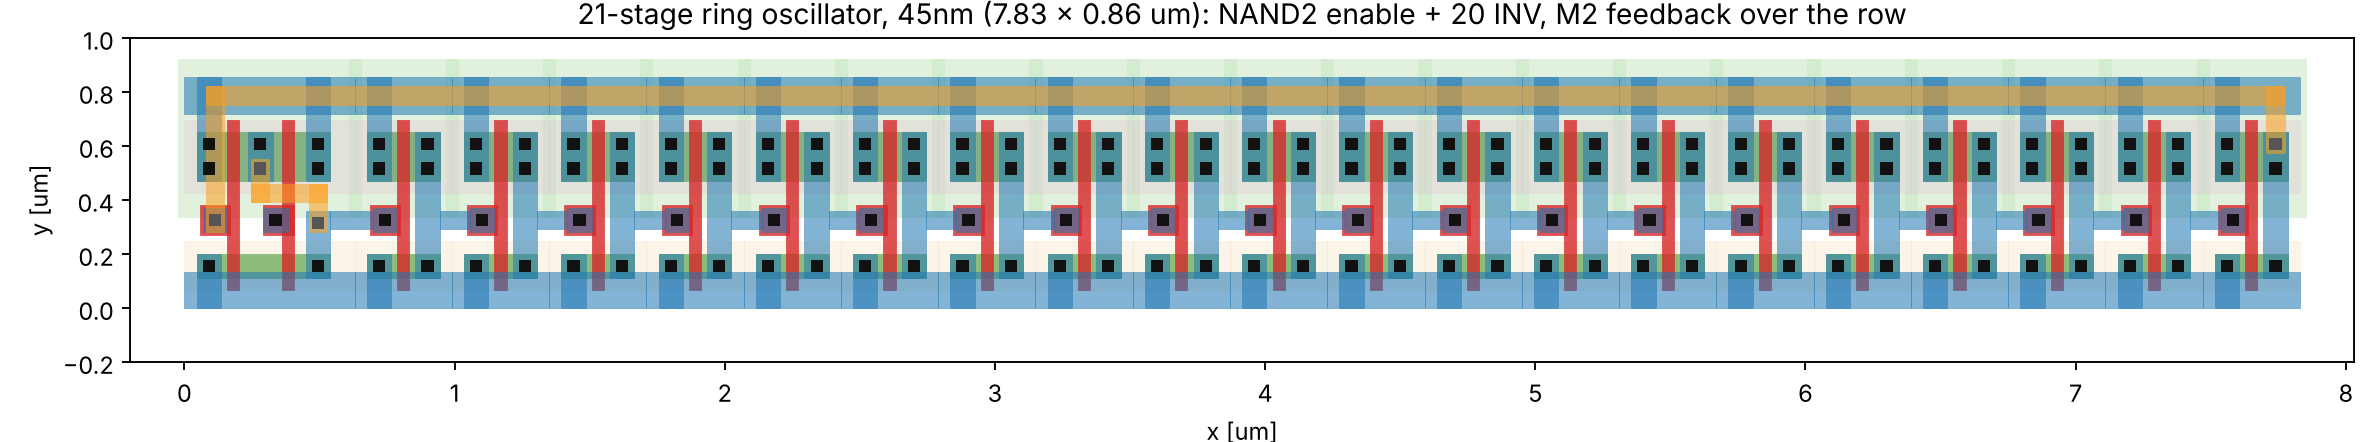 21-stage ring oscillator, 45nm (7.83 × 0.86 um): NAND2 enable + 20 INV, M2 feedback over the row
1.0
0.8
0.6
0.4
0.2
0.0
−0.2
y [um]
0 1 2 3 4 5 6 7 8
x [um]